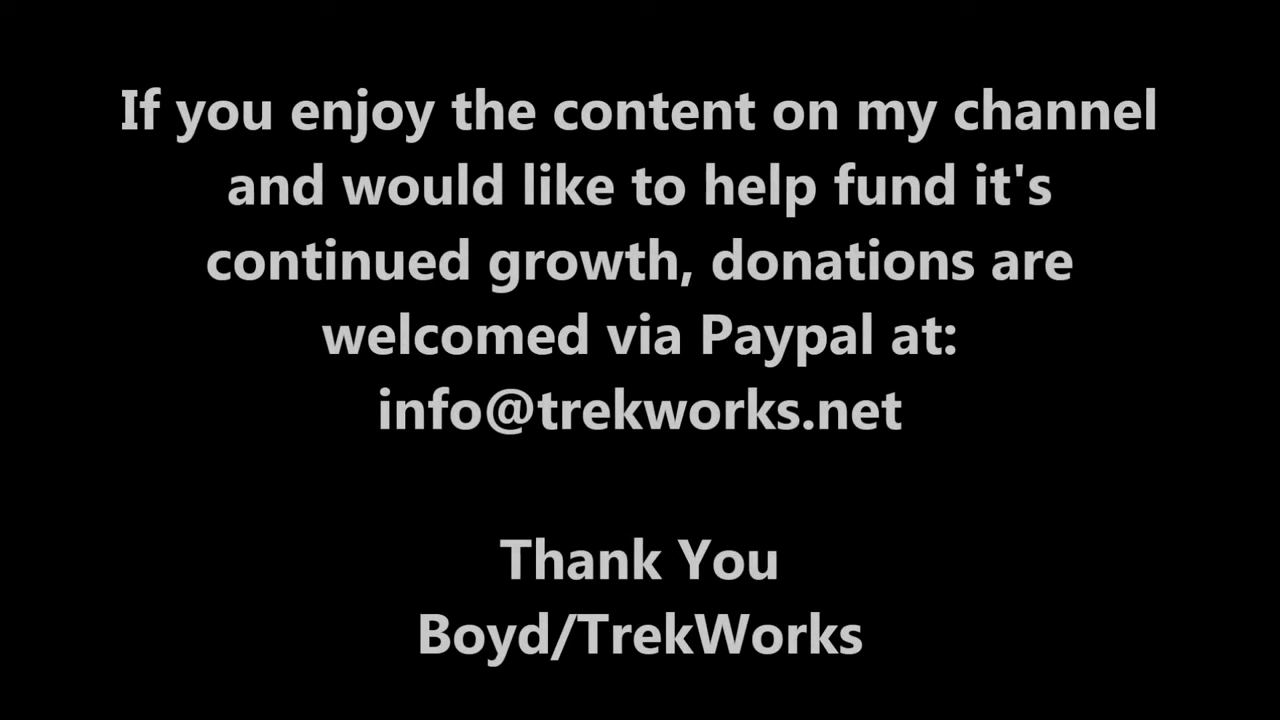 If you enjoy the content on my channel
and would like to help fund it's
continued growth, donations are
welcomed via Paypal at:
info@trekworks.net
Thank You
Boyd/TrekWorks